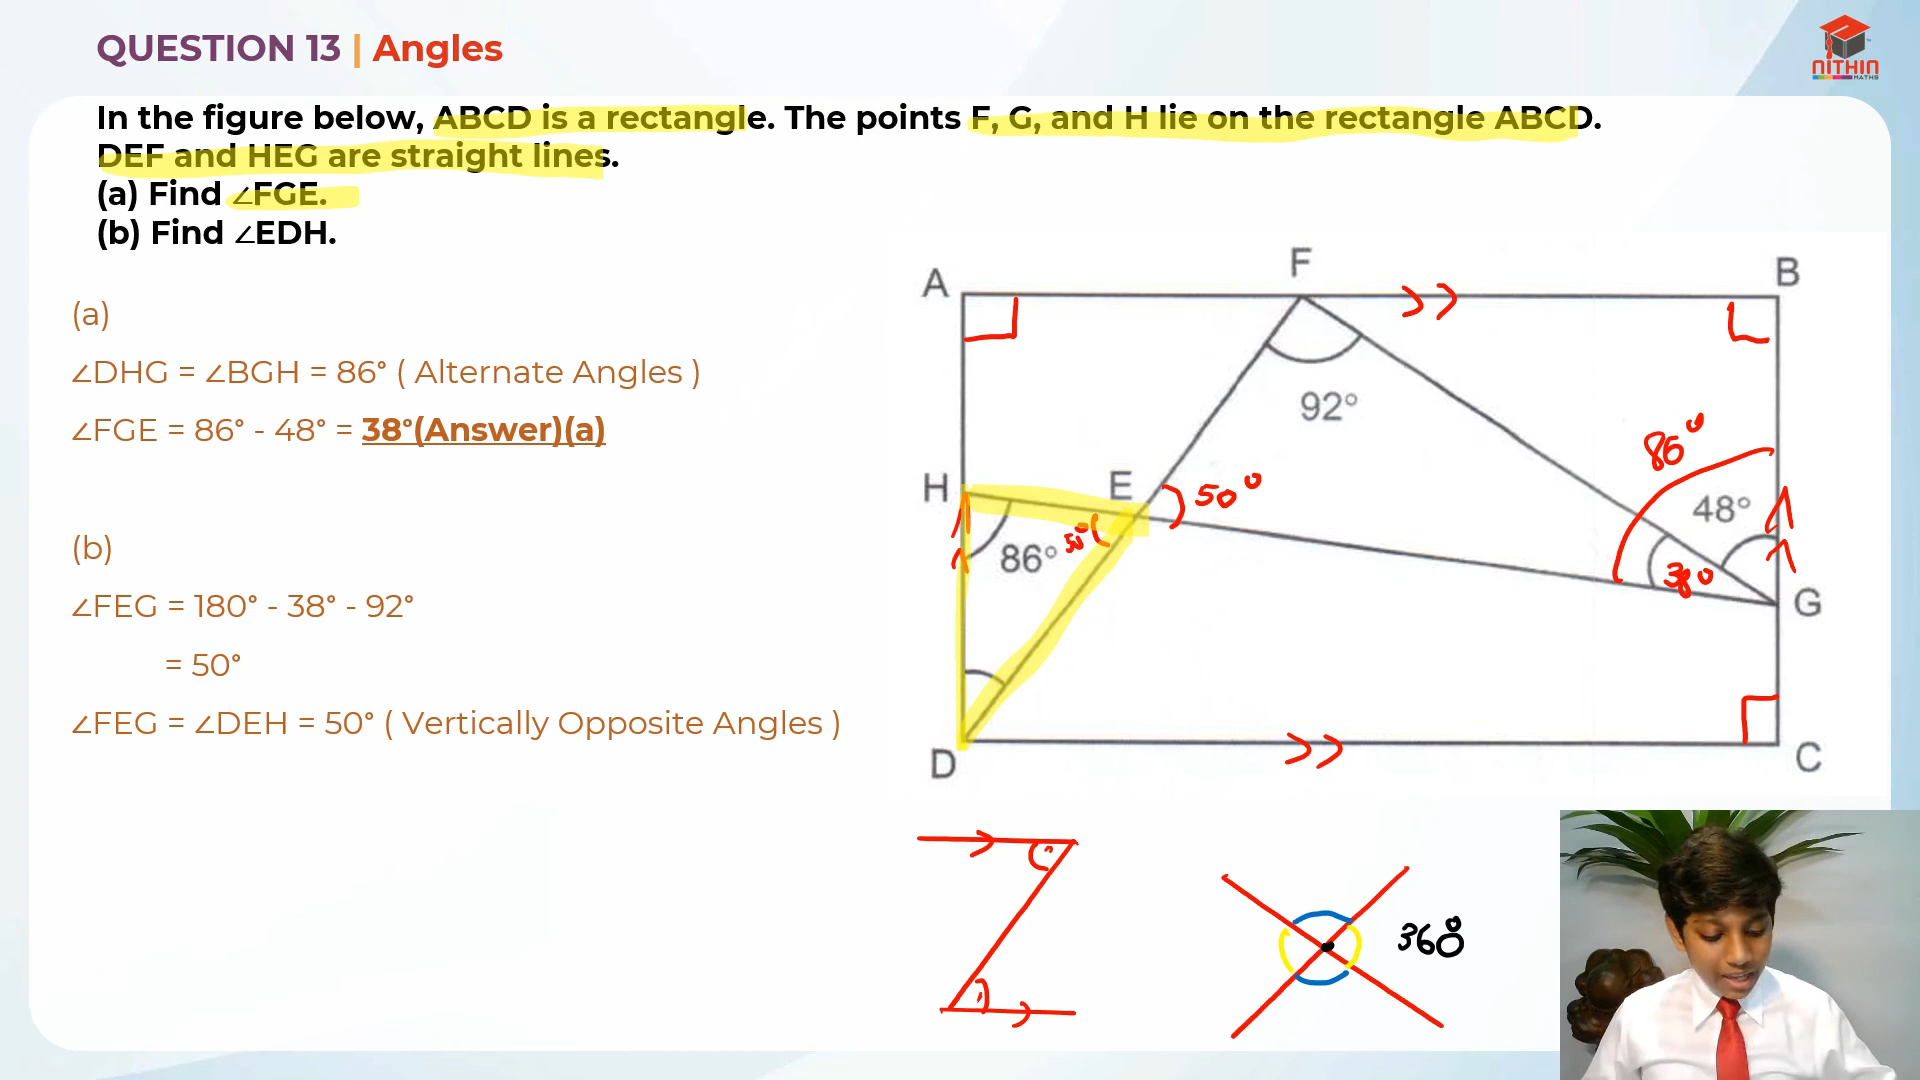 QUESTION 13 | Angles
NITHIN
MATHS
In the figure below, ABCD is a rectangle. The points F, G, and H lie on the rectangle ABCD.
DEF and HEG are straight lines.
(a) Find ∠FGE.
(b) Find ∠EDH.
(a)
∠DHG = ∠BGH = 86° ( Alternate Angles )
∠FGE = 86° - 48° = 38°(Answer)(a)
(b)
∠FEG = 180° - 38° - 92°
= 50°
∠FEG = ∠DEH = 50° ( Vertically Opposite Angles )
A
F
B
92°
86°
H
E
50°
48°
86°
50°
38°
G
D
C
360°